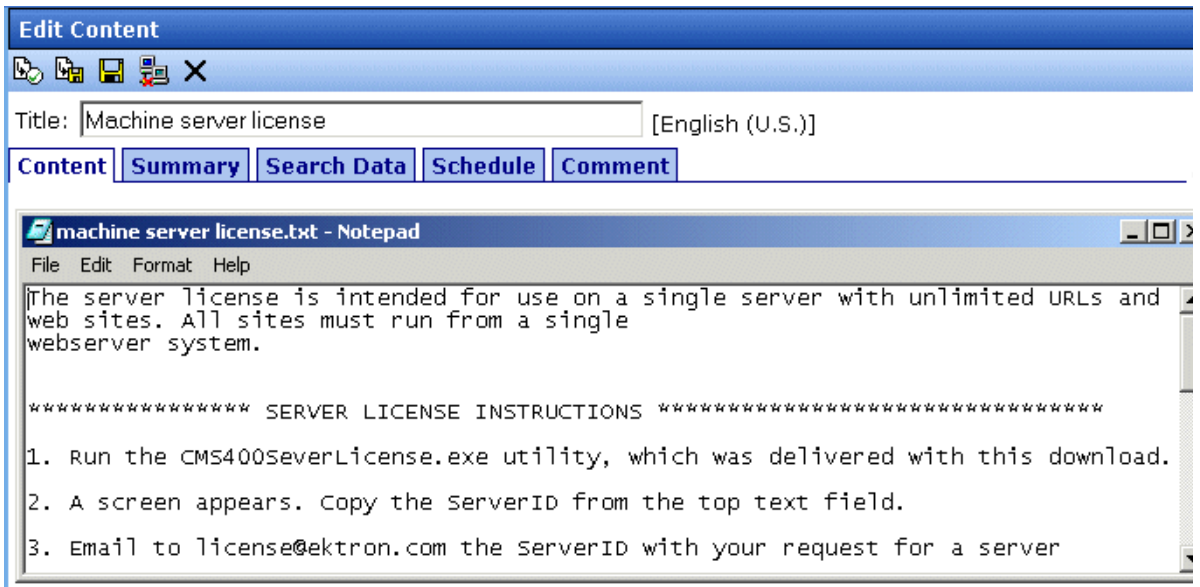 Edit Content
Title: Machine server license [English (U.S.)]
Content Summary Search Data Schedule Comment
machine server license.txt - Notepad
File Edit Format Help
The server license is intended for use on a single server with unlimited URLs and
web sites. All sites must run from a single
webserver system.
**************** SERVER LICENSE INSTRUCTIONS ********************************
1. Run the CMS400SeverLicense.exe utility, which was delivered with this download.
2. A screen appears. Copy the ServerID from the top text field.
3. Email to license@ektron.com the ServerID with your request for a server